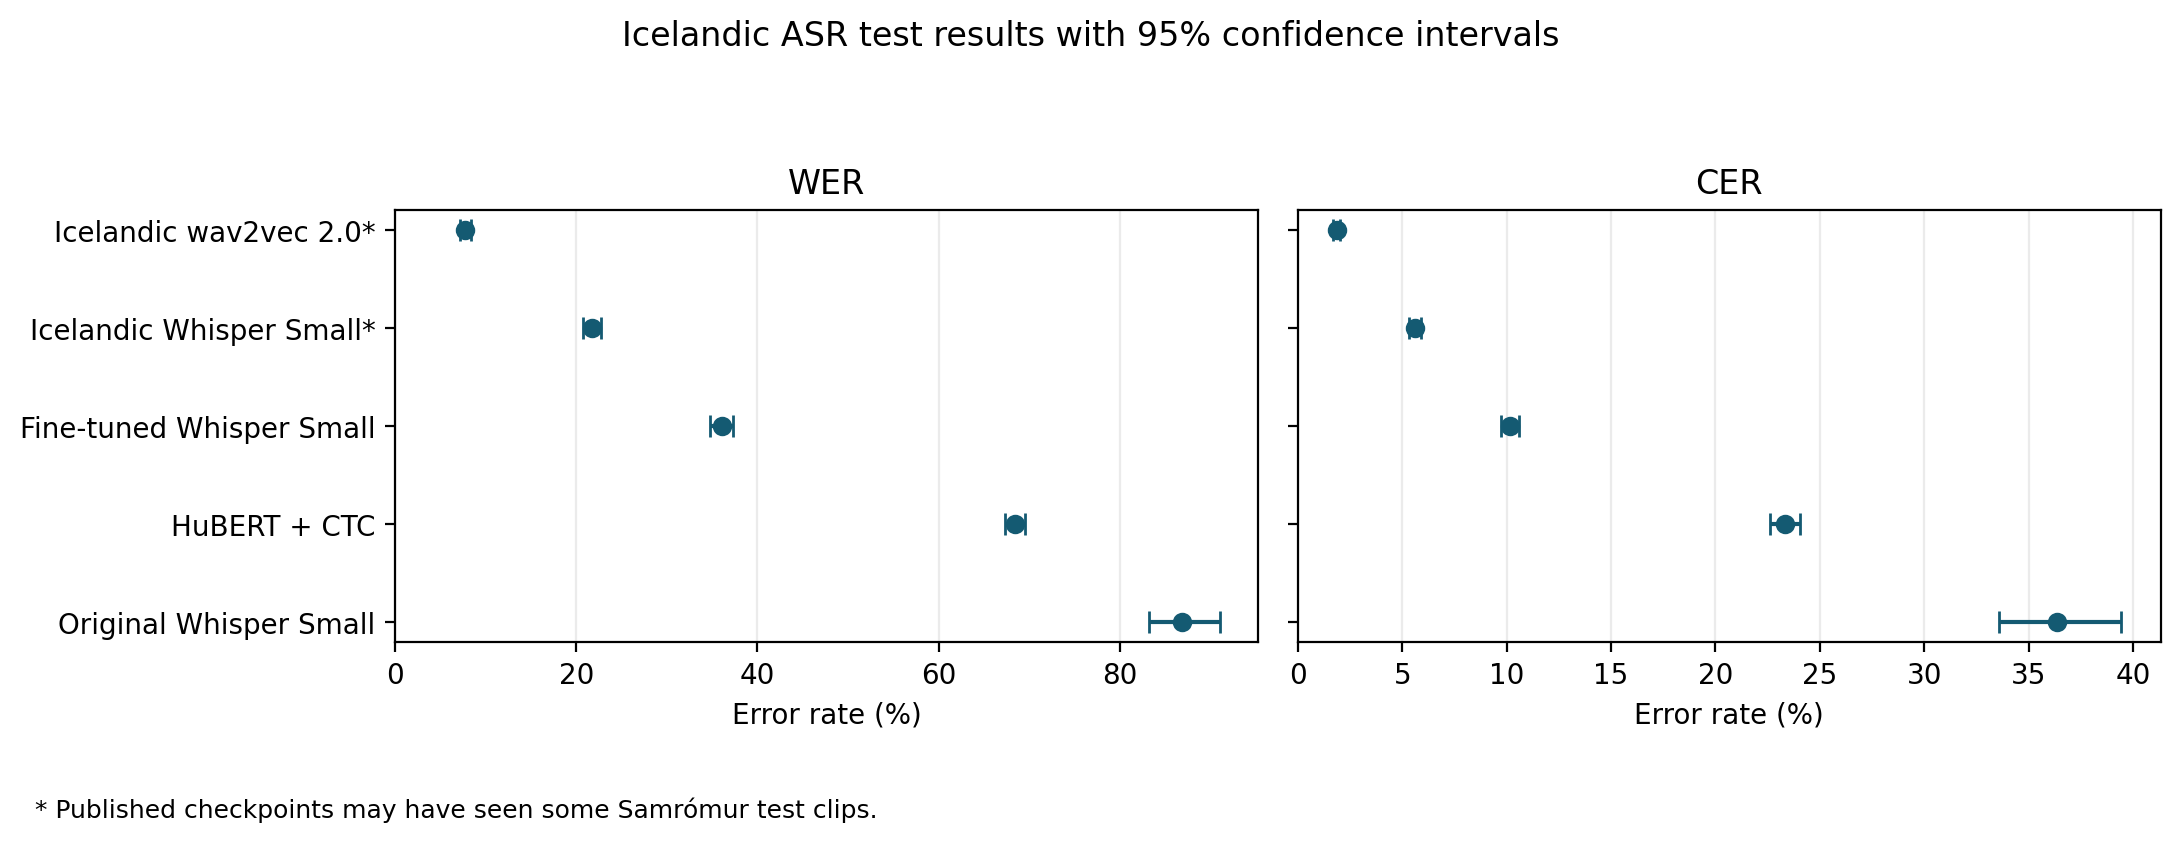 Icelandic ASR test results with 95% confidence intervals
WER
CER
Icelandic wav2vec 2.0*
Icelandic Whisper Small*
Fine-tuned Whisper Small
HuBERT + CTC
Original Whisper Small
0 20 40 60 80
0 5 10 15 20 25 30 35 40
Error rate (%)
Error rate (%)
* Published checkpoints may have seen some Samrómur test clips.